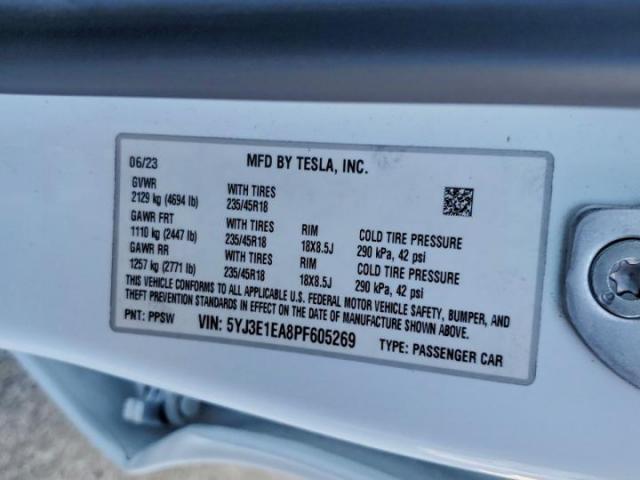 06/23 MFD BY TESLA, INC.
GVWR WITH TIRES
2129 kg (4694 lb) 235/45R18
GAWR FRT WITH TIRES RIM COLD TIRE PRESSURE
1110 kg (2447 lb) 235/45R18 18X8.5J 290 kPa, 42 psi
GAWR RR WITH TIRES RIM COLD TIRE PRESSURE
1257 kg (2771 lb) 235/45R18 18X8.5J 290 kPa, 42 psi
THIS VEHICLE CONFORMS TO ALL APPLICABLE U.S. FEDERAL MOTOR VEHICLE SAFETY, BUMPER, AND
THEFT PREVENTION STANDARDS IN EFFECT ON THE DATE OF MANUFACTURE SHOWN ABOVE.
PNT: PPSW VIN: 5YJ3E1EA8PF605269 TYPE: PASSENGER CAR